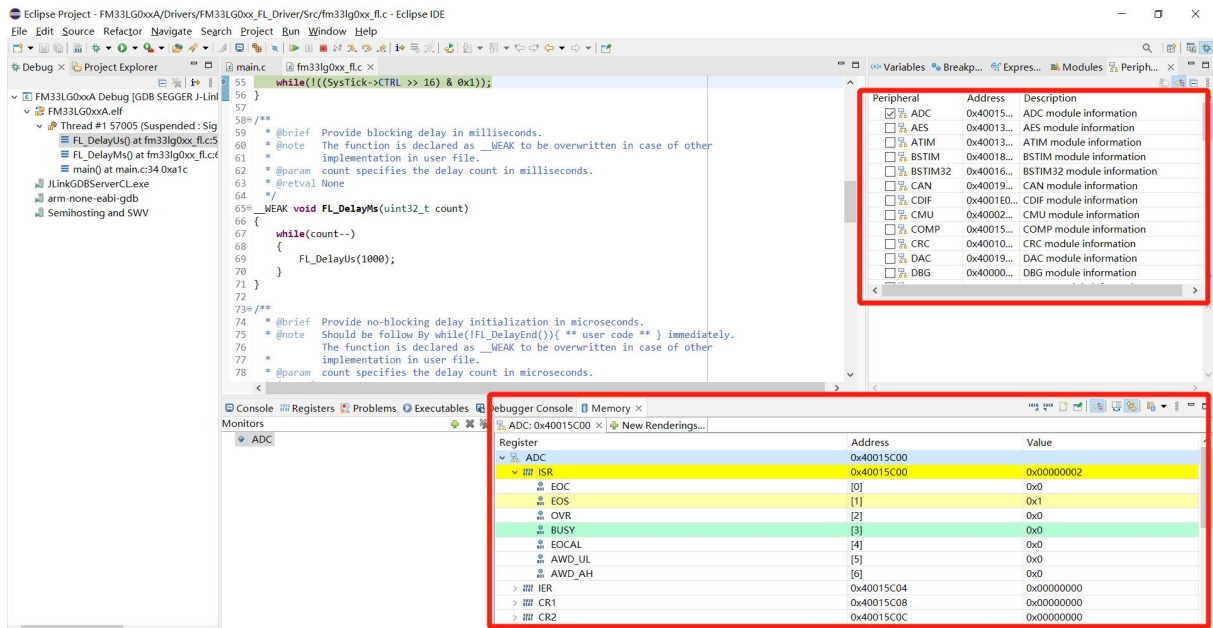 Eclipse Project - FM33LG0xxA/Drivers/FM33LG0xx_FL_Driver/Src/fm33lg0xx_fl.c - Eclipse IDE
File Edit Source Refactor Navigate Search Project Run Window Help
Debug Project Explorer
FM33LG0xxA Debug [GDB SEGGER J-Link
FM33LG0xxA.elf
Thread #1 57005 (Suspended : Sig
FL_DelayUs() at fm33lg0xx_fl.c:5
FL_DelayMs() at fm33lg0xx_fl.c:6
main() at main.c:34 0xa1c
JLinkGDBServerCL.exe
arm-none-eabi-gdb
Semihosting and SWV
main.c fm33lg0xx_fl.c
55 while(!((SysTick->CTRL >> 16) & 0x1));
56 }
57
58 /**
59 * @brief Provide blocking delay in milliseconds.
60 * @note The function is declared as __WEAK to be overwritten in case of other
61 * implementation in user file.
62 * @param count specifies the delay count in milliseconds.
63 * @retval None
64 */
65 __WEAK void FL_DelayMs(uint32_t count)
66 {
67 while(count--)
68 {
69 FL_DelayUs(1000);
70 }
71 }
72
73 /**
74 * @brief Provide no-blocking delay initialization in microseconds.
75 * @note Should be follow By while(!FL_DelayEnd()){ ** user code ** } immediately.
76 The function is declared as __WEAK to be overwritten in case of other
77 * implementation in user file.
78 * @param count specifies the delay count in microseconds.
Variables Breakp... Expres... Modules Periph...
Peripheral Address Description
ADC 0x40015... ADC module information
AES 0x40013... AES module information
ATIM 0x40013... ATIM module information
BSTIM 0x40018... BSTIM module information
BSTIM32 0x40016... BSTIM32 module information
CAN 0x40019... CAN module information
CDIF 0x4001E0... CDIF module information
CMU 0x40002... CMU module information
COMP 0x40015... COMP module information
CRC 0x40010... CRC module information
DAC 0x40019... DAC module information
DBG 0x40000... DBG module information
Console Registers Problems Executables Debugger Console Memory
Monitors
ADC
ADC: 0x40015C00 New Renderings...
Register Address Value
ADC 0x40015C00
ISR 0x40015C00 0x00000002
EOC [0] 0x0
EOS [1] 0x1
OVR [2] 0x0
BUSY [3] 0x0
EOCAL [4] 0x0
AWD_UL [5] 0x0
AWD_AH [6] 0x0
IER 0x40015C04 0x00000000
CR1 0x40015C08 0x00000000
CR2 0x40015C0C 0x00000000